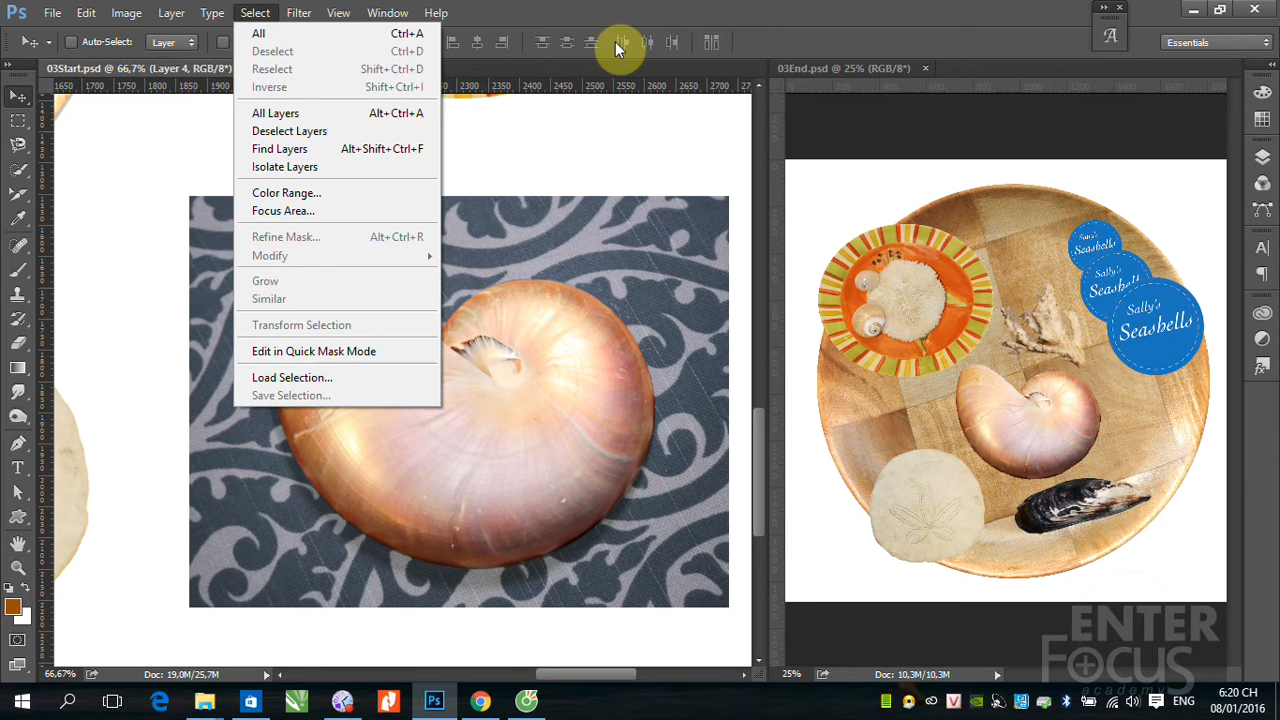 Ps File Edit Image Layer Type Select Filter View Window Help
Auto-Select: Layer
Essentials
03Start.psd @ 66,7% (Layer 4, RGB/8*)
03End.psd @ 25% (RGB/8*) ×
1650 1700 1750 1800 1850 1900
2400 2450 2500 2550 2600 2650 2700
All Ctrl+A
Deselect Ctrl+D
Reselect Shift+Ctrl+D
Inverse Shift+Ctrl+I
All Layers Alt+Ctrl+A
Deselect Layers
Find Layers Alt+Shift+Ctrl+F
Isolate Layers
Color Range...
Focus Area...
Refine Mask... Alt+Ctrl+R
Modify
Grow
Similar
Transform Selection
Edit in Quick Mask Mode
Load Selection...
Save Selection...
San's
Seashells
Sally's
Seashells
Sally's
Seashells
66,67% Doc: 19,0M/25,7M
25% Doc: 10,3M/10,3M
ENTER
FOCUS
academy
Ps
ENG
6:20 CH
08/01/2016